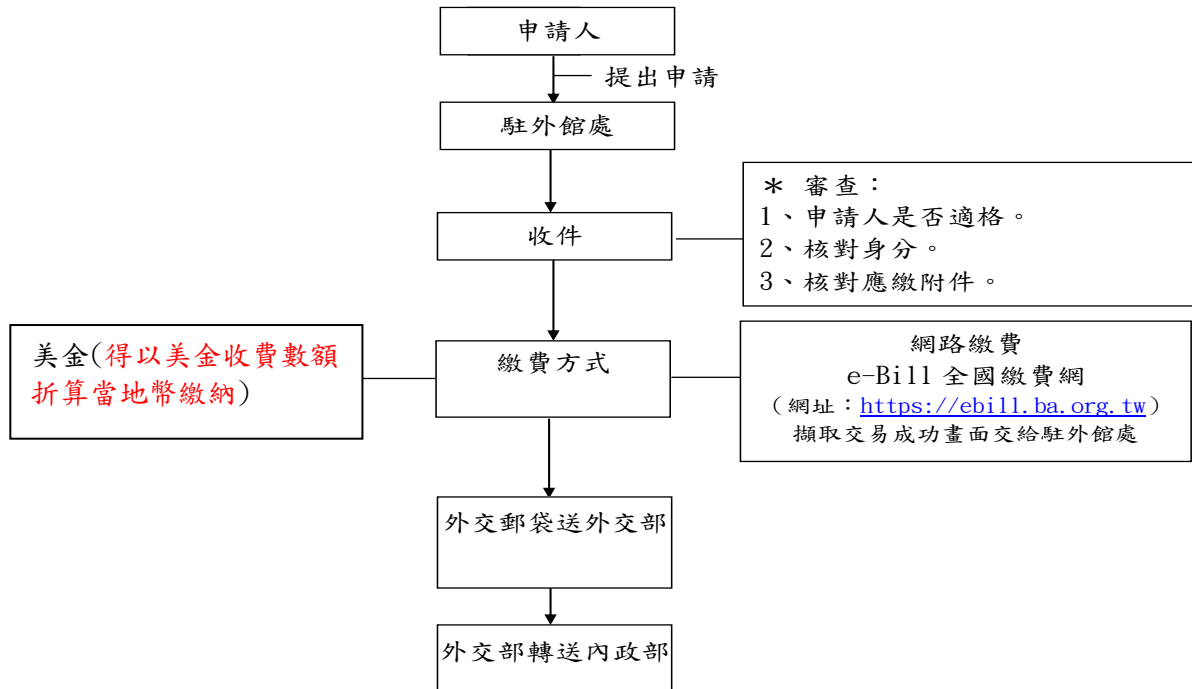 申請人
提出申請
駐外館處
收件
＊ 審查：
1、申請人是否適格。
2、核對身分。
3、核對應繳附件。
美金(得以美金收費數額
折算當地幣繳納)
繳費方式
網路繳費
e-Bill 全國繳費網
（網址：https://ebill.ba.org.tw）
擷取交易成功畫面交給駐外館處
外交郵袋送外交部
外交部轉送內政部